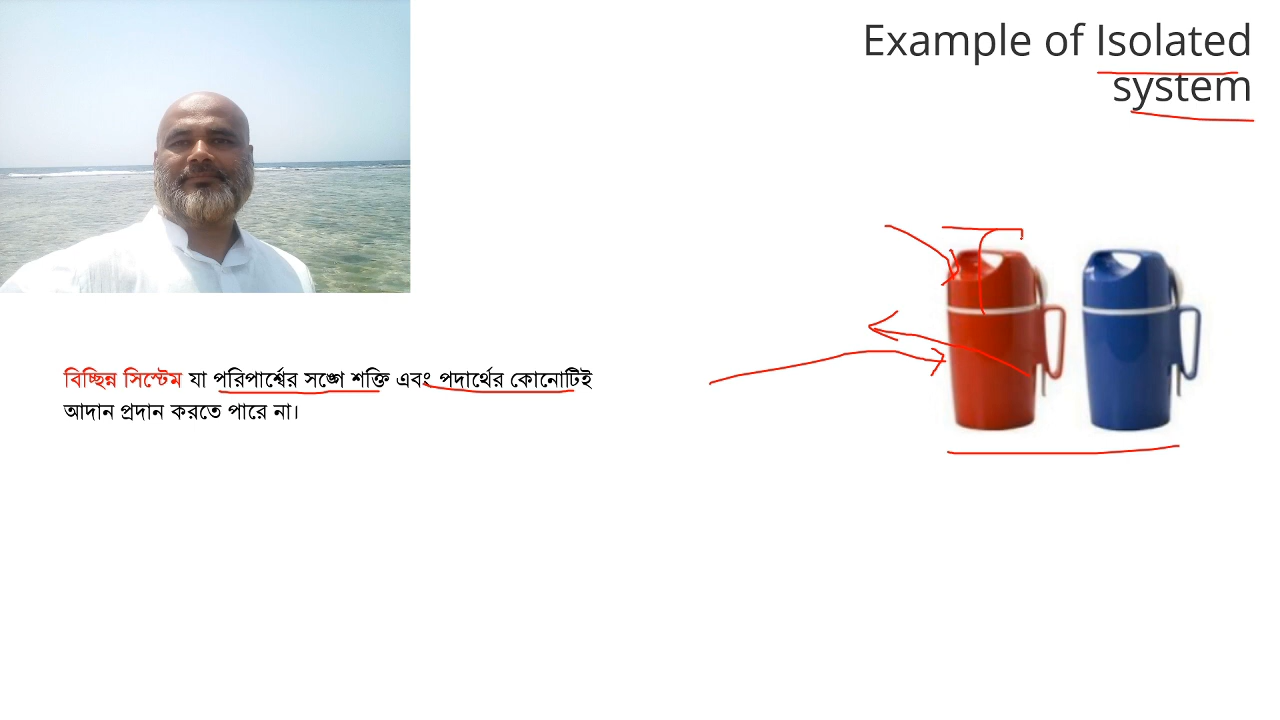 Example of Isolated
system
বিচ্ছিন্ন সিস্টেম যা পরিপার্শ্বের সঙ্গে শক্তি এবং পদার্থের কোনোটিই
আদান প্রদান করতে পারে না।